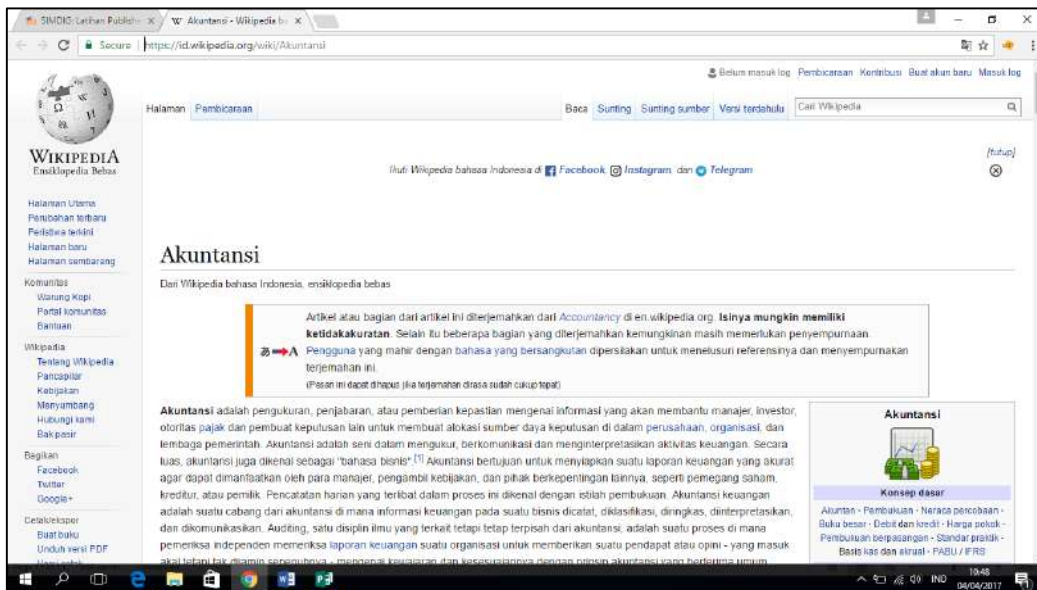 SIMDIG: Latihan Publish
Akuntansi - Wikipedia b
Secure
https://id.wikipedia.org/wiki/Akuntansi
Belum masuk log Pembicaraan Kontribusi Buat akun baru Masuk log
Halaman Pembicaraan
Baca Sunting Sunting sumber Versi terdahulu
Cari Wikipedia
WIKIPEDIA
Ensiklopedia Bebas
[tutup]
Ikuti Wikipedia bahasa Indonesia di Facebook, Instagram, dan Telegram
Halaman Utama
Perubahan terbaru
Peristiwa terkini
Halaman baru
Halaman sembarang
Komunitas
Warung Kopi
Portal komunitas
Bantuan
Wikipedia
Tentang Wikipedia
Pancapilar
Kebijakan
Menyumbang
Hubungi kami
Bak pasir
Bagikan
Facebook
Twitter
Google+
Cetak/ekspor
Buat buku
Unduh versi PDF
Akuntansi
Dari Wikipedia bahasa Indonesia, ensiklopedia bebas
Artikel atau bagian dari artikel ini diterjemahkan dari Accountancy di en.wikipedia.org. Isinya mungkin memiliki
ketidakakuratan. Selain itu beberapa bagian yang diterjemahkan kemungkinan masih memerlukan penyempurnaan.
Pengguna yang mahir dengan bahasa yang bersangkutan dipersilakan untuk menelusuri referensinya dan menyempurnakan
terjemahan ini.
(Pesan ini dapat dihapus jika terjemahan dirasa sudah cukup tepat)
あ A
Akuntansi adalah pengukuran, penjabaran, atau pemberian kepastian mengenai informasi yang akan membantu manajer, investor,
otoritas pajak dan pembuat keputusan lain untuk membuat alokasi sumber daya keputusan di dalam perusahaan, organisasi, dan
lembaga pemerintah. Akuntansi adalah seni dalam mengukur, berkomunikasi dan menginterpretasikan aktivitas keuangan. Secara
luas, akuntansi juga dikenal sebagai "bahasa bisnis".[1] Akuntansi bertujuan untuk menyiapkan suatu laporan keuangan yang akurat
agar dapat dimanfaatkan oleh para manajer, pengambil kebijakan, dan pihak berkepentingan lainnya, seperti pemegang saham,
kreditur, atau pemilik. Pencatatan harian yang terlibat dalam proses ini dikenal dengan istilah pembukuan. Akuntansi keuangan
adalah suatu cabang dari akuntansi di mana informasi keuangan pada suatu bisnis dicatat, diklasifikasi, diringkas, diinterpretasikan,
dan dikomunikasikan. Auditing, satu disiplin ilmu yang terkait tetapi tetap terpisah dari akuntansi, adalah suatu proses di mana
pemeriksa independen memeriksa laporan keuangan suatu organisasi untuk memberikan suatu pendapat atau opini - yang masuk
akal tetapi tak dijamin sepenuhnya - mengenai kewajaran dan kesesuaiannya dengan prinsip akuntansi yang berterima umum.
Akuntansi
Konsep dasar
Akuntan · Pembukuan · Neraca percobaan ·
Buku besar · Debit dan kredit · Harga pokok ·
Pembukuan berpasangan · Standar praktik ·
Basis kas dan akrual · PABU / IFRS
IND
10:48
04/04/2017